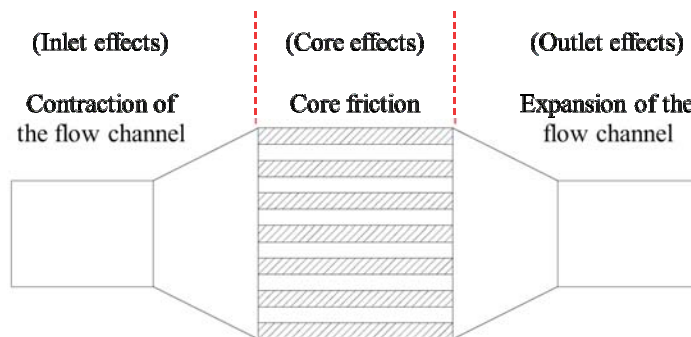 (Inlet effects)
(Core effects)
(Outlet effects)
Contraction of
the flow channel
Core friction
Expansion of the
flow channel